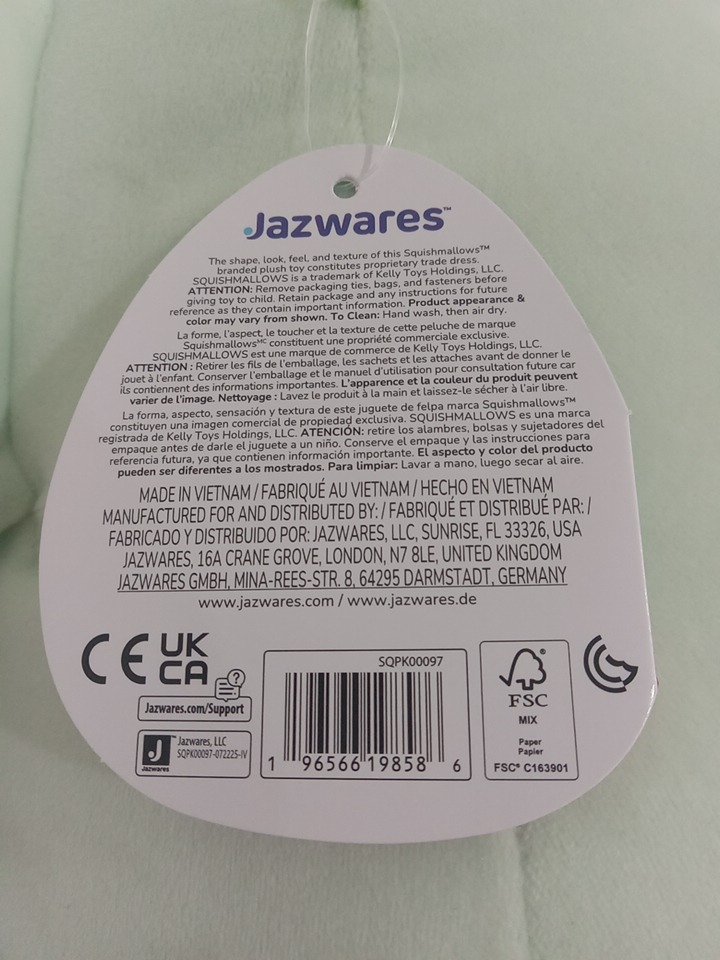 Jazwares™
The shape, look, feel, and texture of this Squishmallows™
branded plush toy constitutes proprietary trade dress.
SQUISHMALLOWS is a trademark of Kelly Toys Holdings, LLC.
ATTENTION: Remove packaging ties, bags, and fasteners before
giving toy to child. Retain package and any instructions for future
reference as they contain important information. Product appearance &
color may vary from shown. To Clean: Hand wash, then air dry.
La forme, l'aspect, le toucher et la texture de cette peluche de marque
Squishmallowsᴹᶜ constituent une propriété commerciale exclusive.
SQUISHMALLOWS est une marque de commerce de Kelly Toys Holdings, LLC.
ATTENTION : Retirer les fils de l'emballage, les sachets et les attaches avant de donner le
jouet à l'enfant. Conserver l'emballage et le manuel d'utilisation pour consultation future car
ils contiennent des informations importantes. L'apparence et la couleur du produit peuvent
varier de l'image. Nettoyage : Lavez le produit à la main et laissez-le sécher à l'air libre.
La forma, aspecto, sensación y textura de este juguete de felpa marca Squishmallows™
constituyen una imagen comercial de propiedad exclusiva. SQUISHMALLOWS es una marca
registrada de Kelly Toys Holdings, LLC. ATENCIÓN: retire los alambres, bolsas y sujetadores del
empaque antes de darle el juguete a un niño. Conserve el empaque y las instrucciones para
referencia futura, ya que contienen información importante. El aspecto y color del producto
pueden ser diferentes a los mostrados. Para limpiar: Lavar a mano, luego secar al aire.
MADE IN VIETNAM / FABRIQUÉ AU VIETNAM / HECHO EN VIETNAM
MANUFACTURED FOR AND DISTRIBUTED BY: / FABRIQUÉ ET DISTRIBUÉ PAR: /
FABRICADO Y DISTRIBUIDO POR: JAZWARES, LLC, SUNRISE, FL 33326, USA
JAZWARES, 16A CRANE GROVE, LONDON, N7 8LE, UNITED KINGDOM
JAZWARES GMBH, MINA-REES-STR. 8, 64295 DARMSTADT, GERMANY
www.jazwares.com / www.jazwares.de
CE UK
CA
?
Jazwares.com/Support
J
Jazwares
Jazwares, LLC
SQPK00097-072225-IV
SQPK00097
1 96566 19858 6
FSC
MIX
Paper
Papier
FSC® C163901